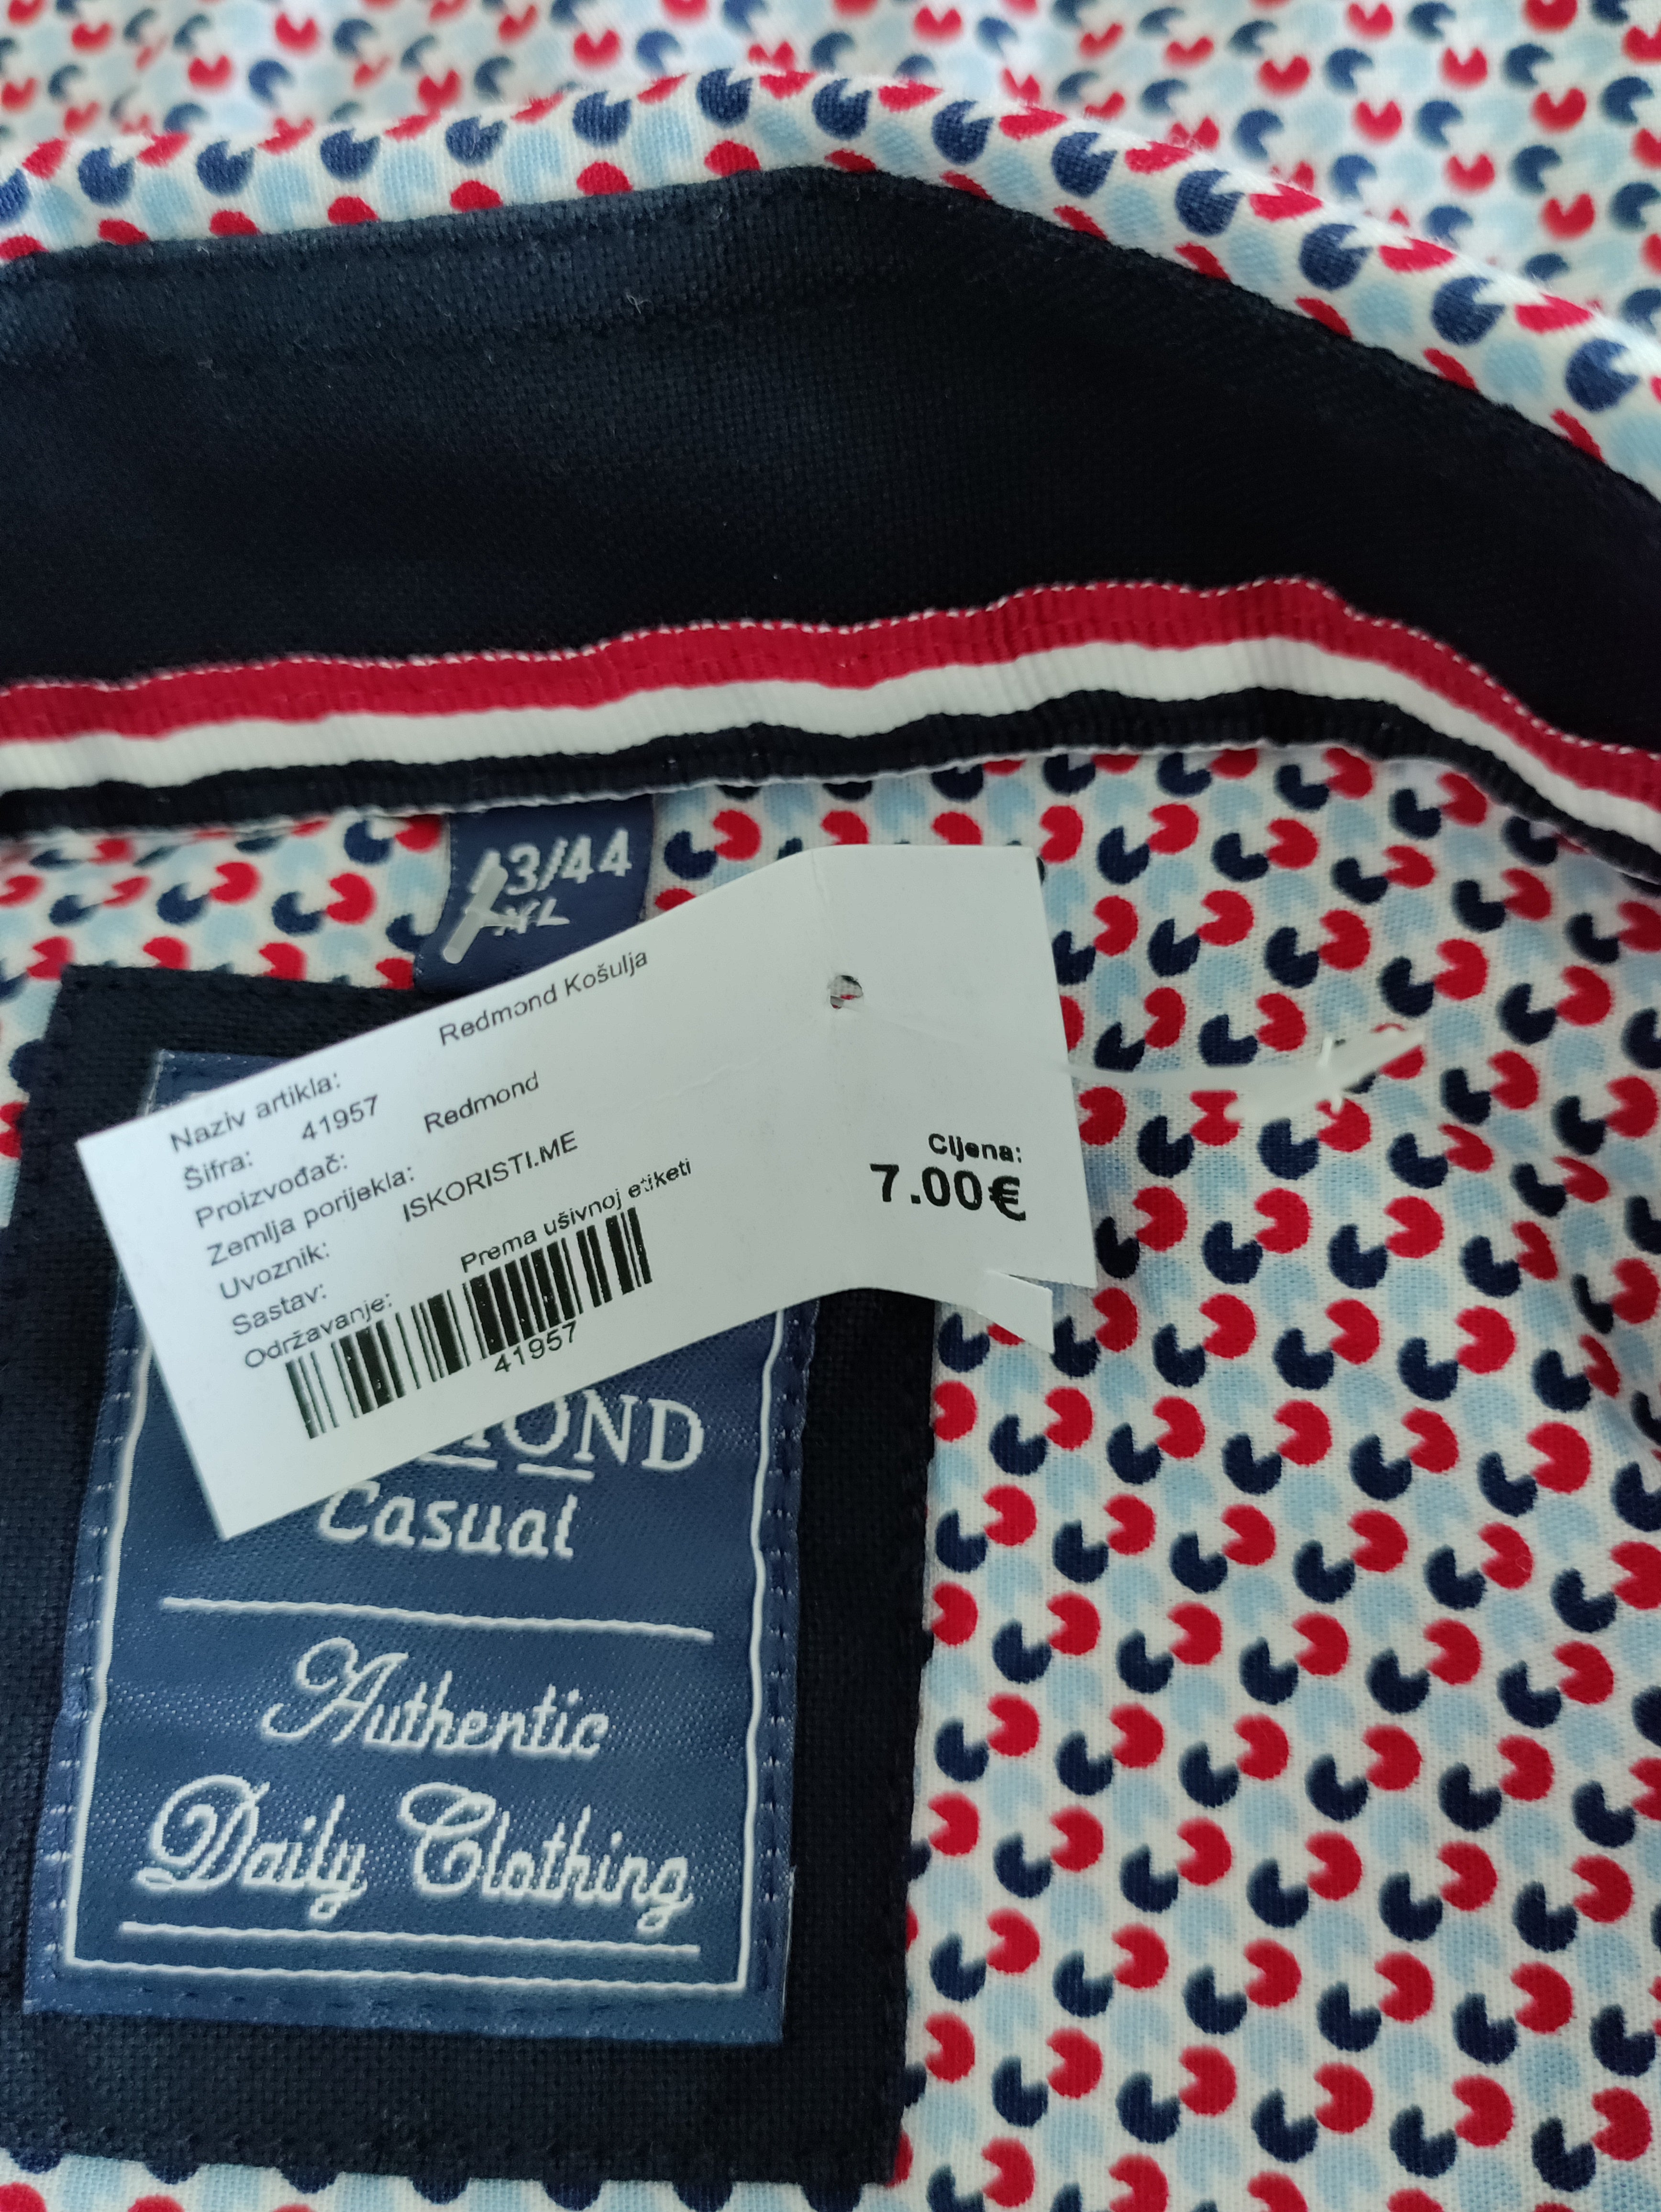 43/44
XL
Naziv artikla: Redmond Košulja
Šifra: 41957
Proizvođač: Redmond
Zemlja porijekla:
Uvoznik: ISKORISTI.ME
Sastav:
Održavanje: Prema ušivnoj etiketi
41957
Cijena:
7.00€
Casual
Authentic
Daily Clothing